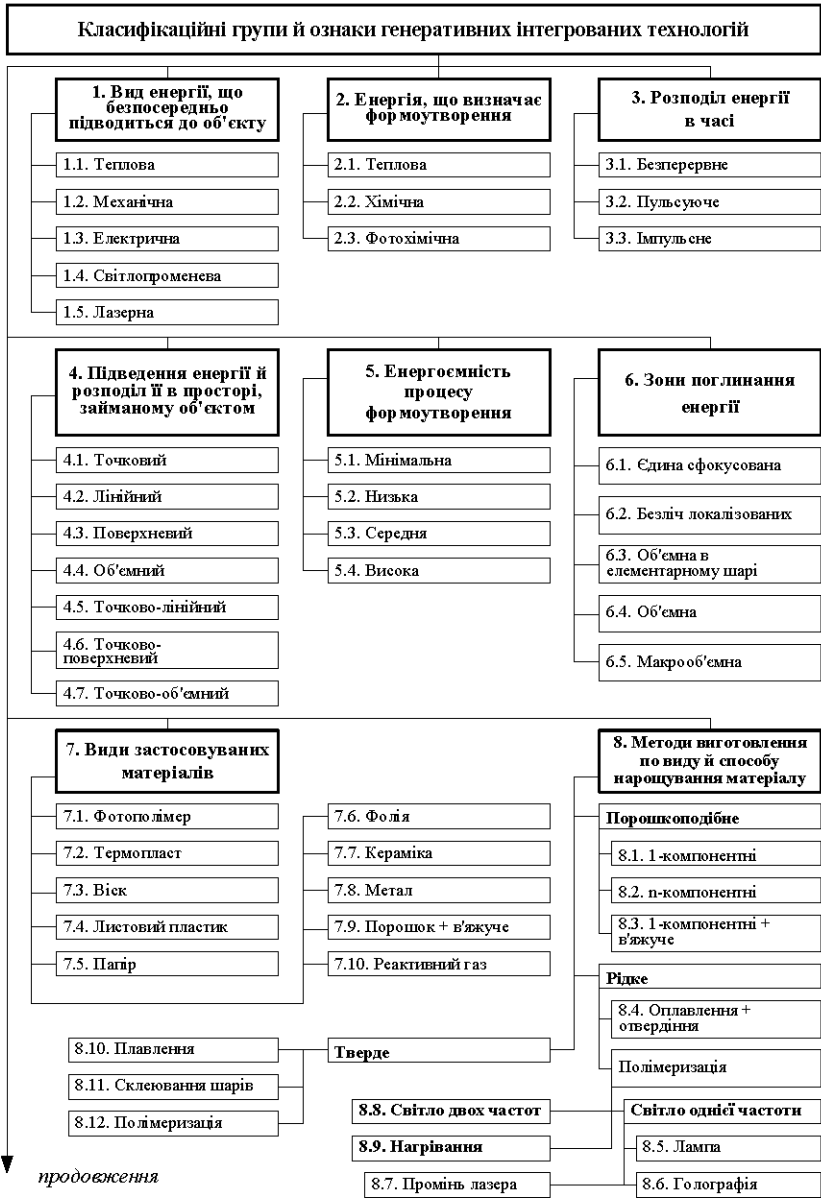 Класифікаційні групи й ознаки генеративних інтегрованих технологій
1. Вид енергії, що
безпосередньо
підводиться до об'єкту
1.1. Теплова
1.2. Механічна
1.3. Електрична
1.4. Світлопроменева
1.5. Лазерна
2. Енергія, що визначає
формоутворення
2.1. Теплова
2.2. Хімічна
2.3. Фотохімічна
3. Розподіл енергії
в часі
3.1. Безперервне
3.2. Пульсуюче
3.3. Імпульсне
4. Підведення енергії й
розподіл її в просторі,
займаному об'єктом
4.1. Точковий
4.2. Лінійний
4.3. Поверхневий
4.4. Об'ємний
4.5. Точково-лінійний
4.6. Точково-
поверхневий
4.7. Точково-об'ємний
5. Енергоємність
процесу
формоутворення
5.1. Мінімальна
5.2. Низька
5.3. Середня
5.4. Висока
6. Зони поглинання
енергії
6.1. Єдина сфокусована
6.2. Безліч локалізованих
6.3. Об'ємна в
елементарному шарі
6.4. Об'ємна
6.5. Макрооб'ємна
7. Види застосовуваних
матеріалів
7.1. Фотополімер
7.2. Термопласт
7.3. Віск
7.4. Листовий пластик
7.5. Папір
7.6. Фолія
7.7. Кераміка
7.8. Метал
7.9. Порошок + в'яжуче
7.10. Реактивний газ
8. Методи виготовлення
по виду й способу
нарощування матеріалу
Порошкоподібне
8.1. 1-компонентні
8.2. n-компонентні
8.3. 1-компонентні +
в'яжуче
Рідке
8.4. Оплавлення +
отвердіння
Полімеризація
Світло однієї частоти
8.5. Лампа
8.6. Голографія
8.7. Промінь лазера
8.8. Світло двох частот
8.9. Нагрівання
Тверде
8.10. Плавлення
8.11. Склеювання шарів
8.12. Полімеризація
продовження